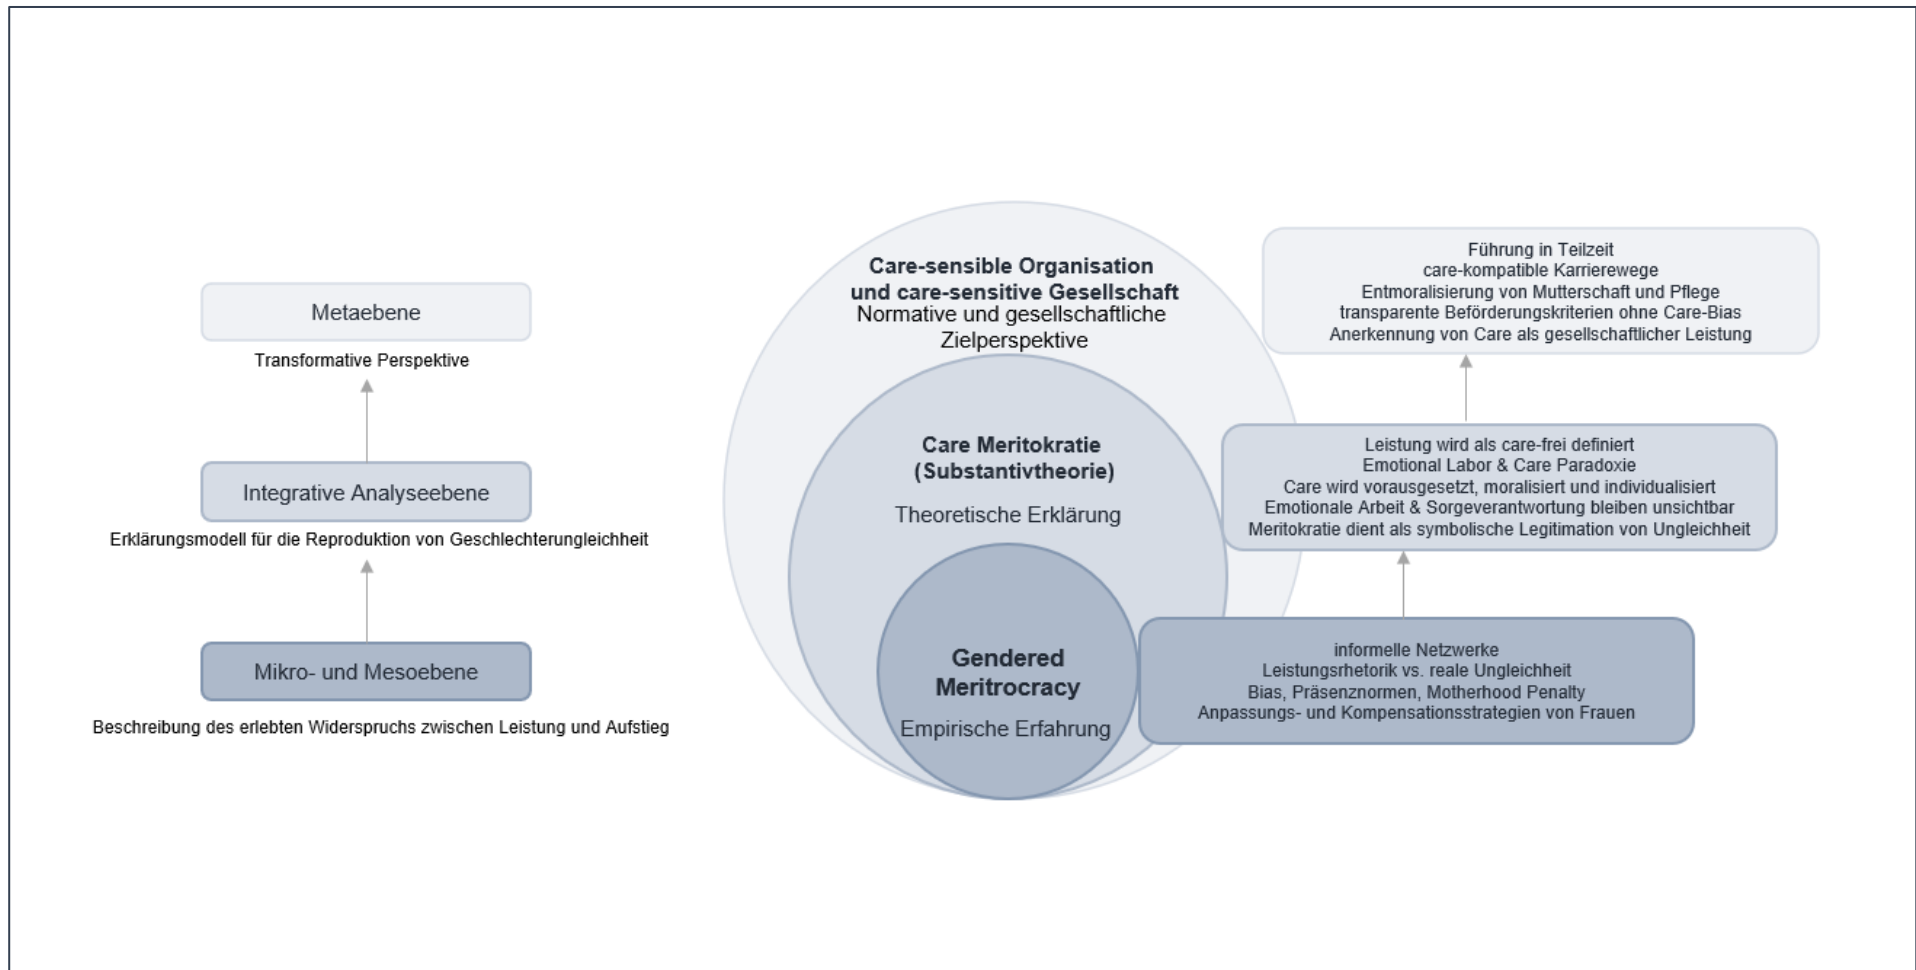 Metaebene
Transformative Perspektive
Integrative Analyseebene
Erklärungsmodell für die Reproduktion von Geschlechterungleichheit
Mikro- und Mesoebene
Beschreibung des erlebten Widerspruchs zwischen Leistung und Aufstieg
Care-sensible Organisation
und care-sensitive Gesellschaft
Normative und gesellschaftliche
Zielperspektive
Care Meritokratie
(Substantivtheorie)
Theoretische Erklärung
Gendered
Meritrocracy
Empirische Erfahrung
Führung in Teilzeit
care-kompatible Karrierewege
Entmoralisierung von Mutterschaft und Pflege
transparente Beförderungskriterien ohne Care-Bias
Anerkennung von Care als gesellschaftlicher Leistung
Leistung wird als care-frei definiert
Emotional Labor & Care Paradoxie
Care wird vorausgesetzt, moralisiert und individualisiert
Emotionale Arbeit & Sorgeverantwortung bleiben unsichtbar
Meritokratie dient als symbolische Legitimation von Ungleichheit
informelle Netzwerke
Leistungsrhetorik vs. reale Ungleichheit
Bias, Präsenznormen, Motherhood Penalty
Anpassungs- und Kompensationsstrategien von Frauen